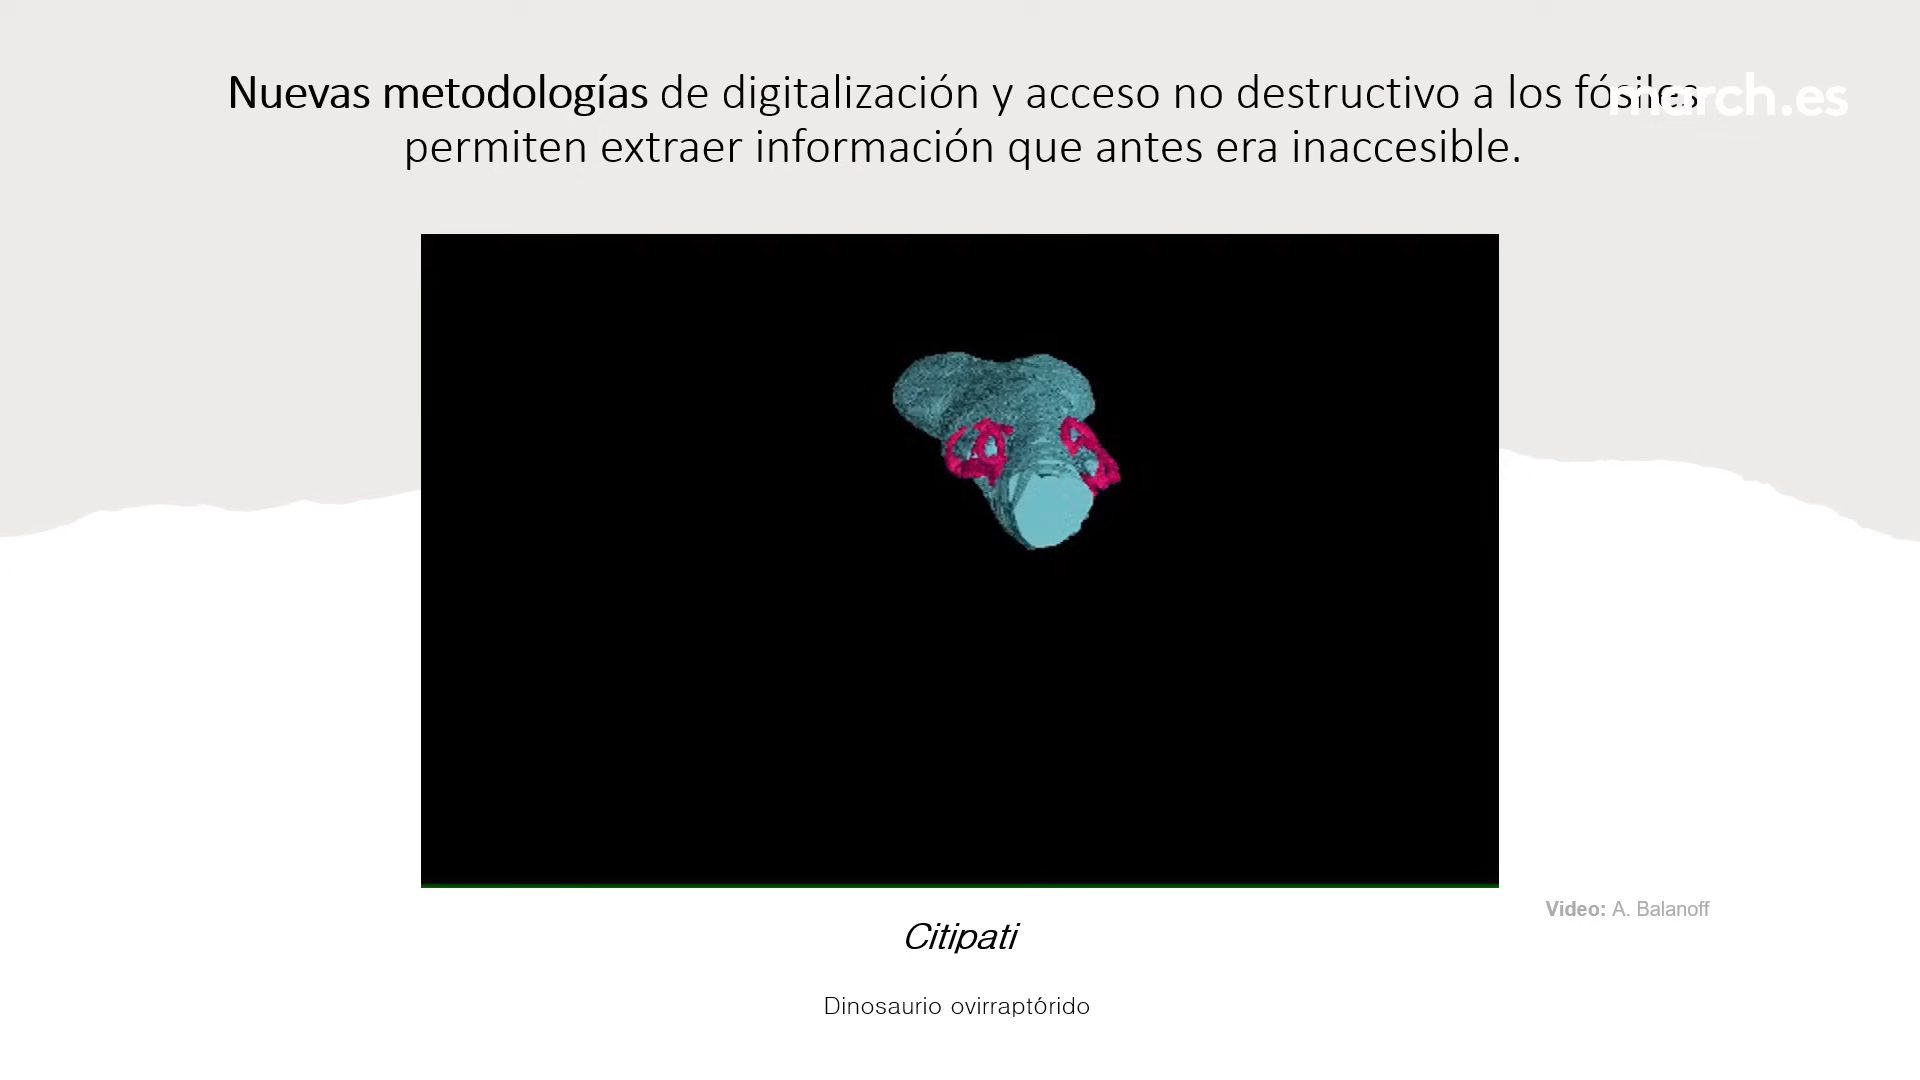 Nuevas metodologías de digitalización y acceso no destructivo a los fósiles
march.es
permiten extraer información que antes era inaccesible.
Video: A. Balanoff
Citipati
Dinosaurio ovirraptórido